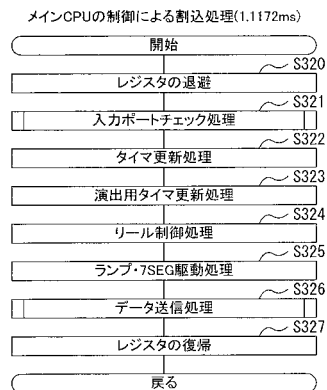 メインCPUの制御による割込処理(1.1172ms)
開始
S320
レジスタの退避
S321
入力ポートチェック処理
S322
タイマ更新処理
S323
演出用タイマ更新処理
S324
リール制御処理
S325
ランプ・7SEG駆動処理
S326
データ送信処理
S327
レジスタの復帰
戻る